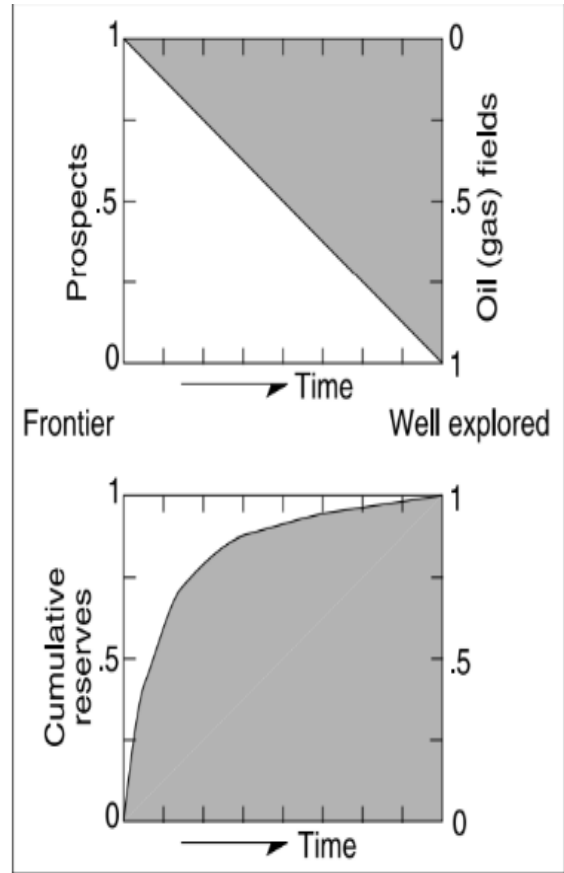 1
0
Prospects
.5
.5
Oil (gas) fields
0
1
Time
Frontier
Well explored
1
1
Cumulative
reserves
.5
.5
0
0
Time